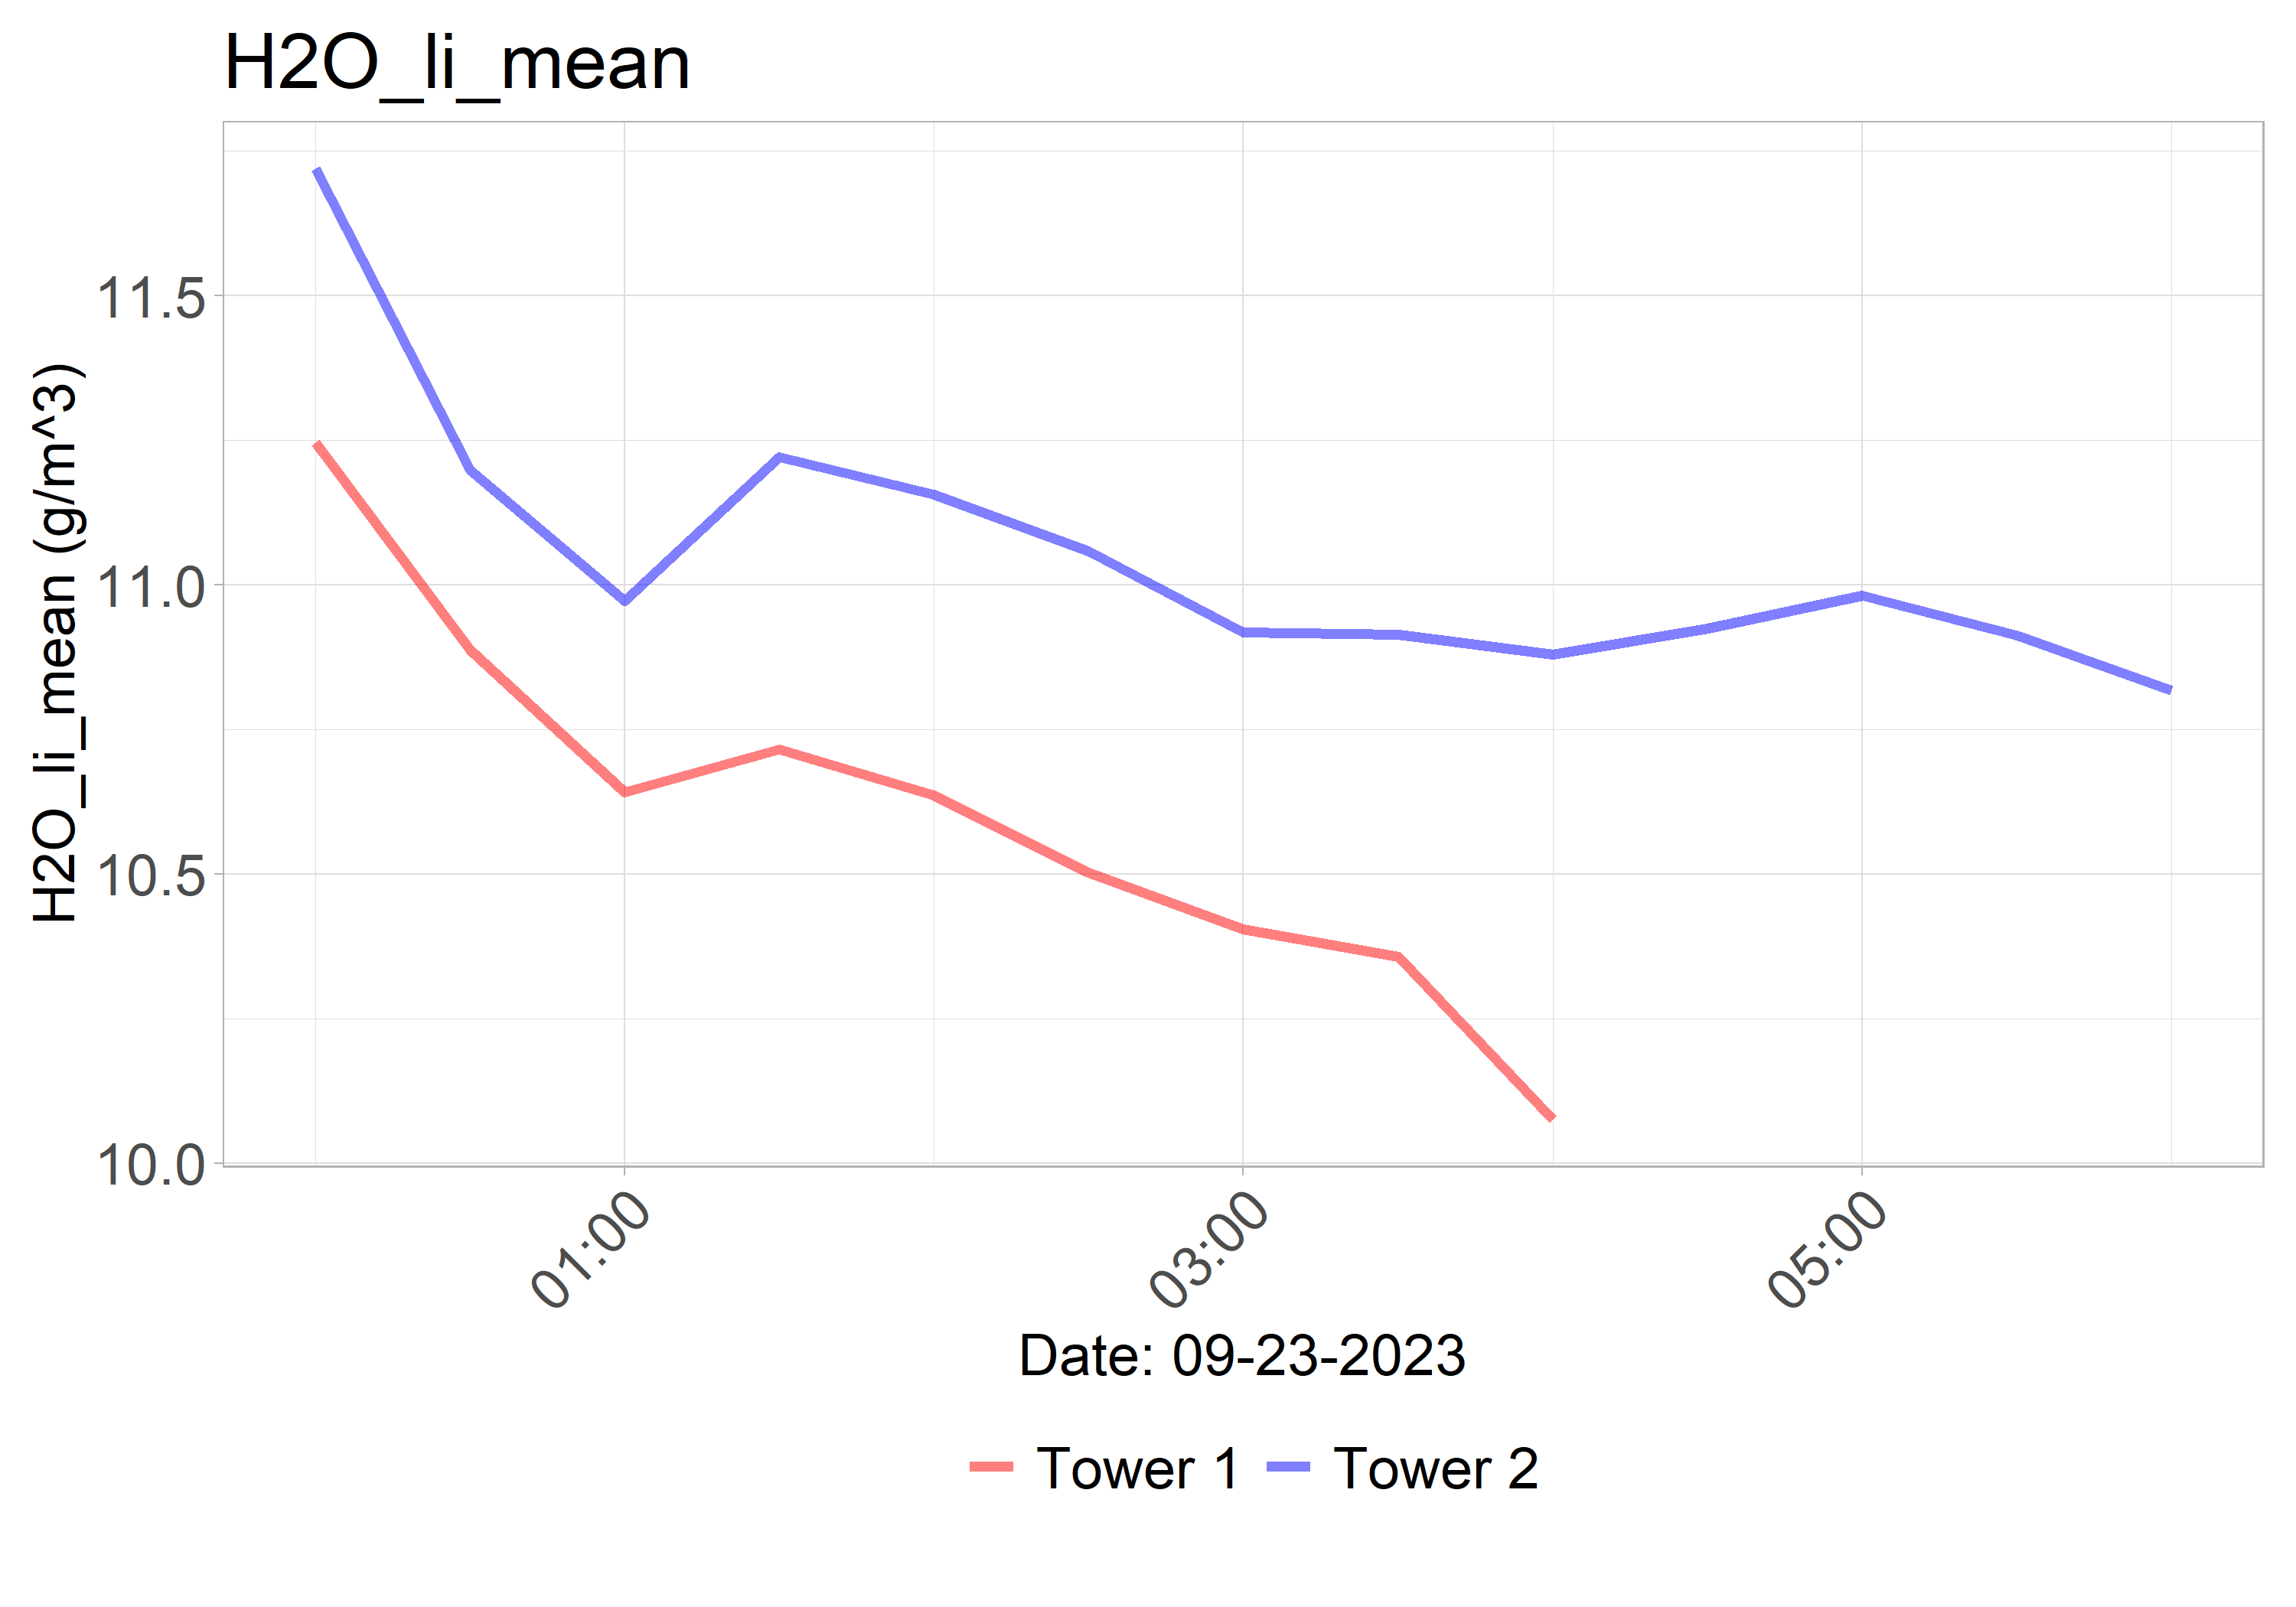 H2O_li_mean
H2O_li_mean (g/m^3)
11.5
11.0
10.5
10.0
01:00
03:00
05:00
Date: 09-23-2023
Tower 1
Tower 2